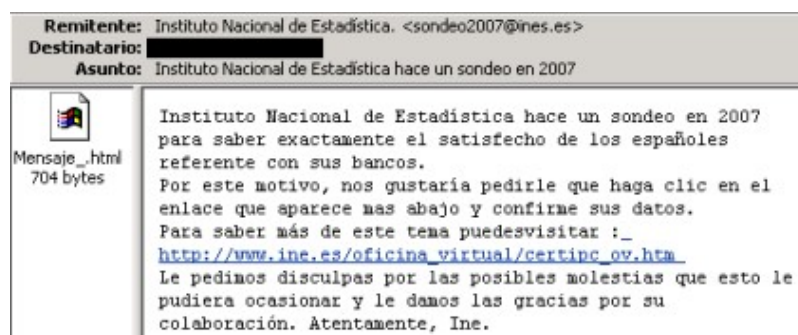 Remitente: Instituto Nacional de Estadística. <sondeo2007@ines.es>
Destinatario:
Asunto: Instituto Nacional de Estadística hace un sondeo en 2007
Mensaje_.html
704 bytes
Instituto Nacional de Estadística hace un sondeo en 2007
para saber exactamente el satisfecho de los españoles
referente con sus bancos.
Por este motivo, nos gustaría pedirle que haga clic en el
enlace que aparece mas abajo y confirme sus datos.
Para saber más de este tema puedesvisitar :_
http://www.ine.es/oficina_virtual/certipc_ov.htm_
Le pedimos disculpas por las posibles molestias que esto le
pudiera ocasionar y le damos las gracias por su
colaboración. Atentamente, Ine.